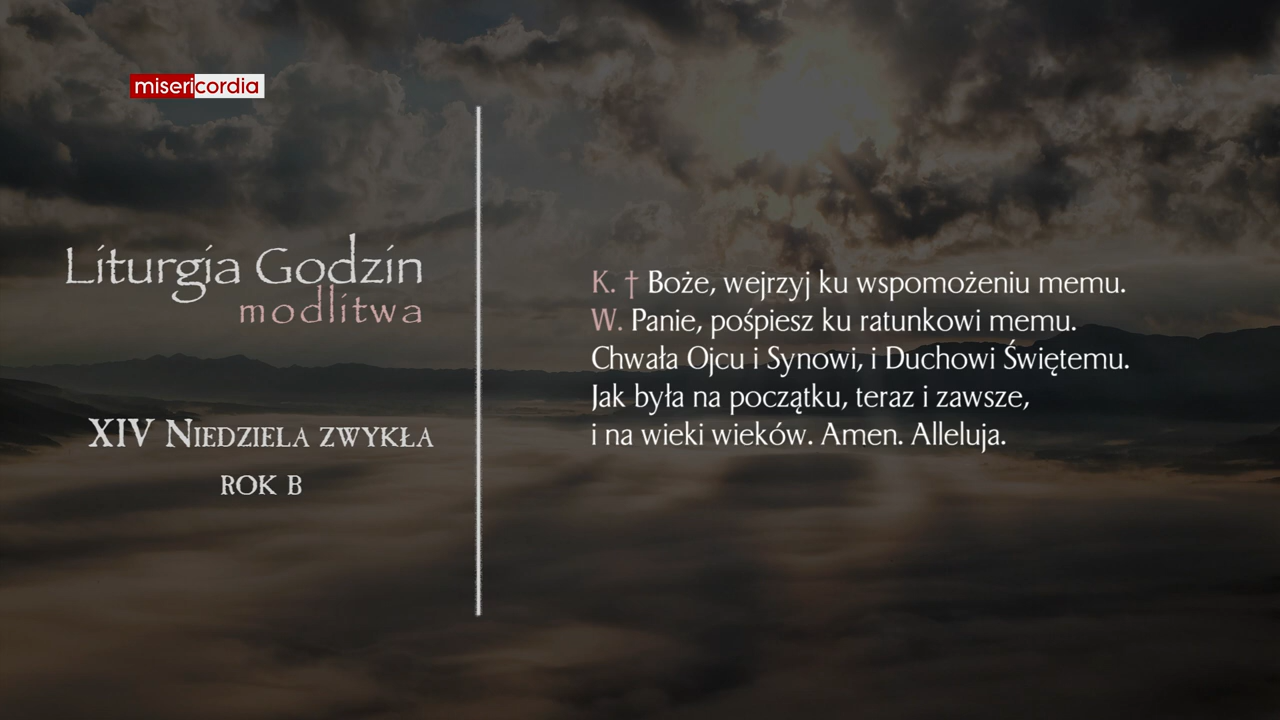 misericordia
Liturgia Godzin
modlitwa
XIV Niedziela zwykła
rok B
K. † Boże, wejrzyj ku wspomożeniu memu.
W. Panie, pośpiesz ku ratunkowi memu.
Chwała Ojcu i Synowi, i Duchowi Świętemu.
Jak była na początku, teraz i zawsze,
i na wieki wieków. Amen. Alleluja.